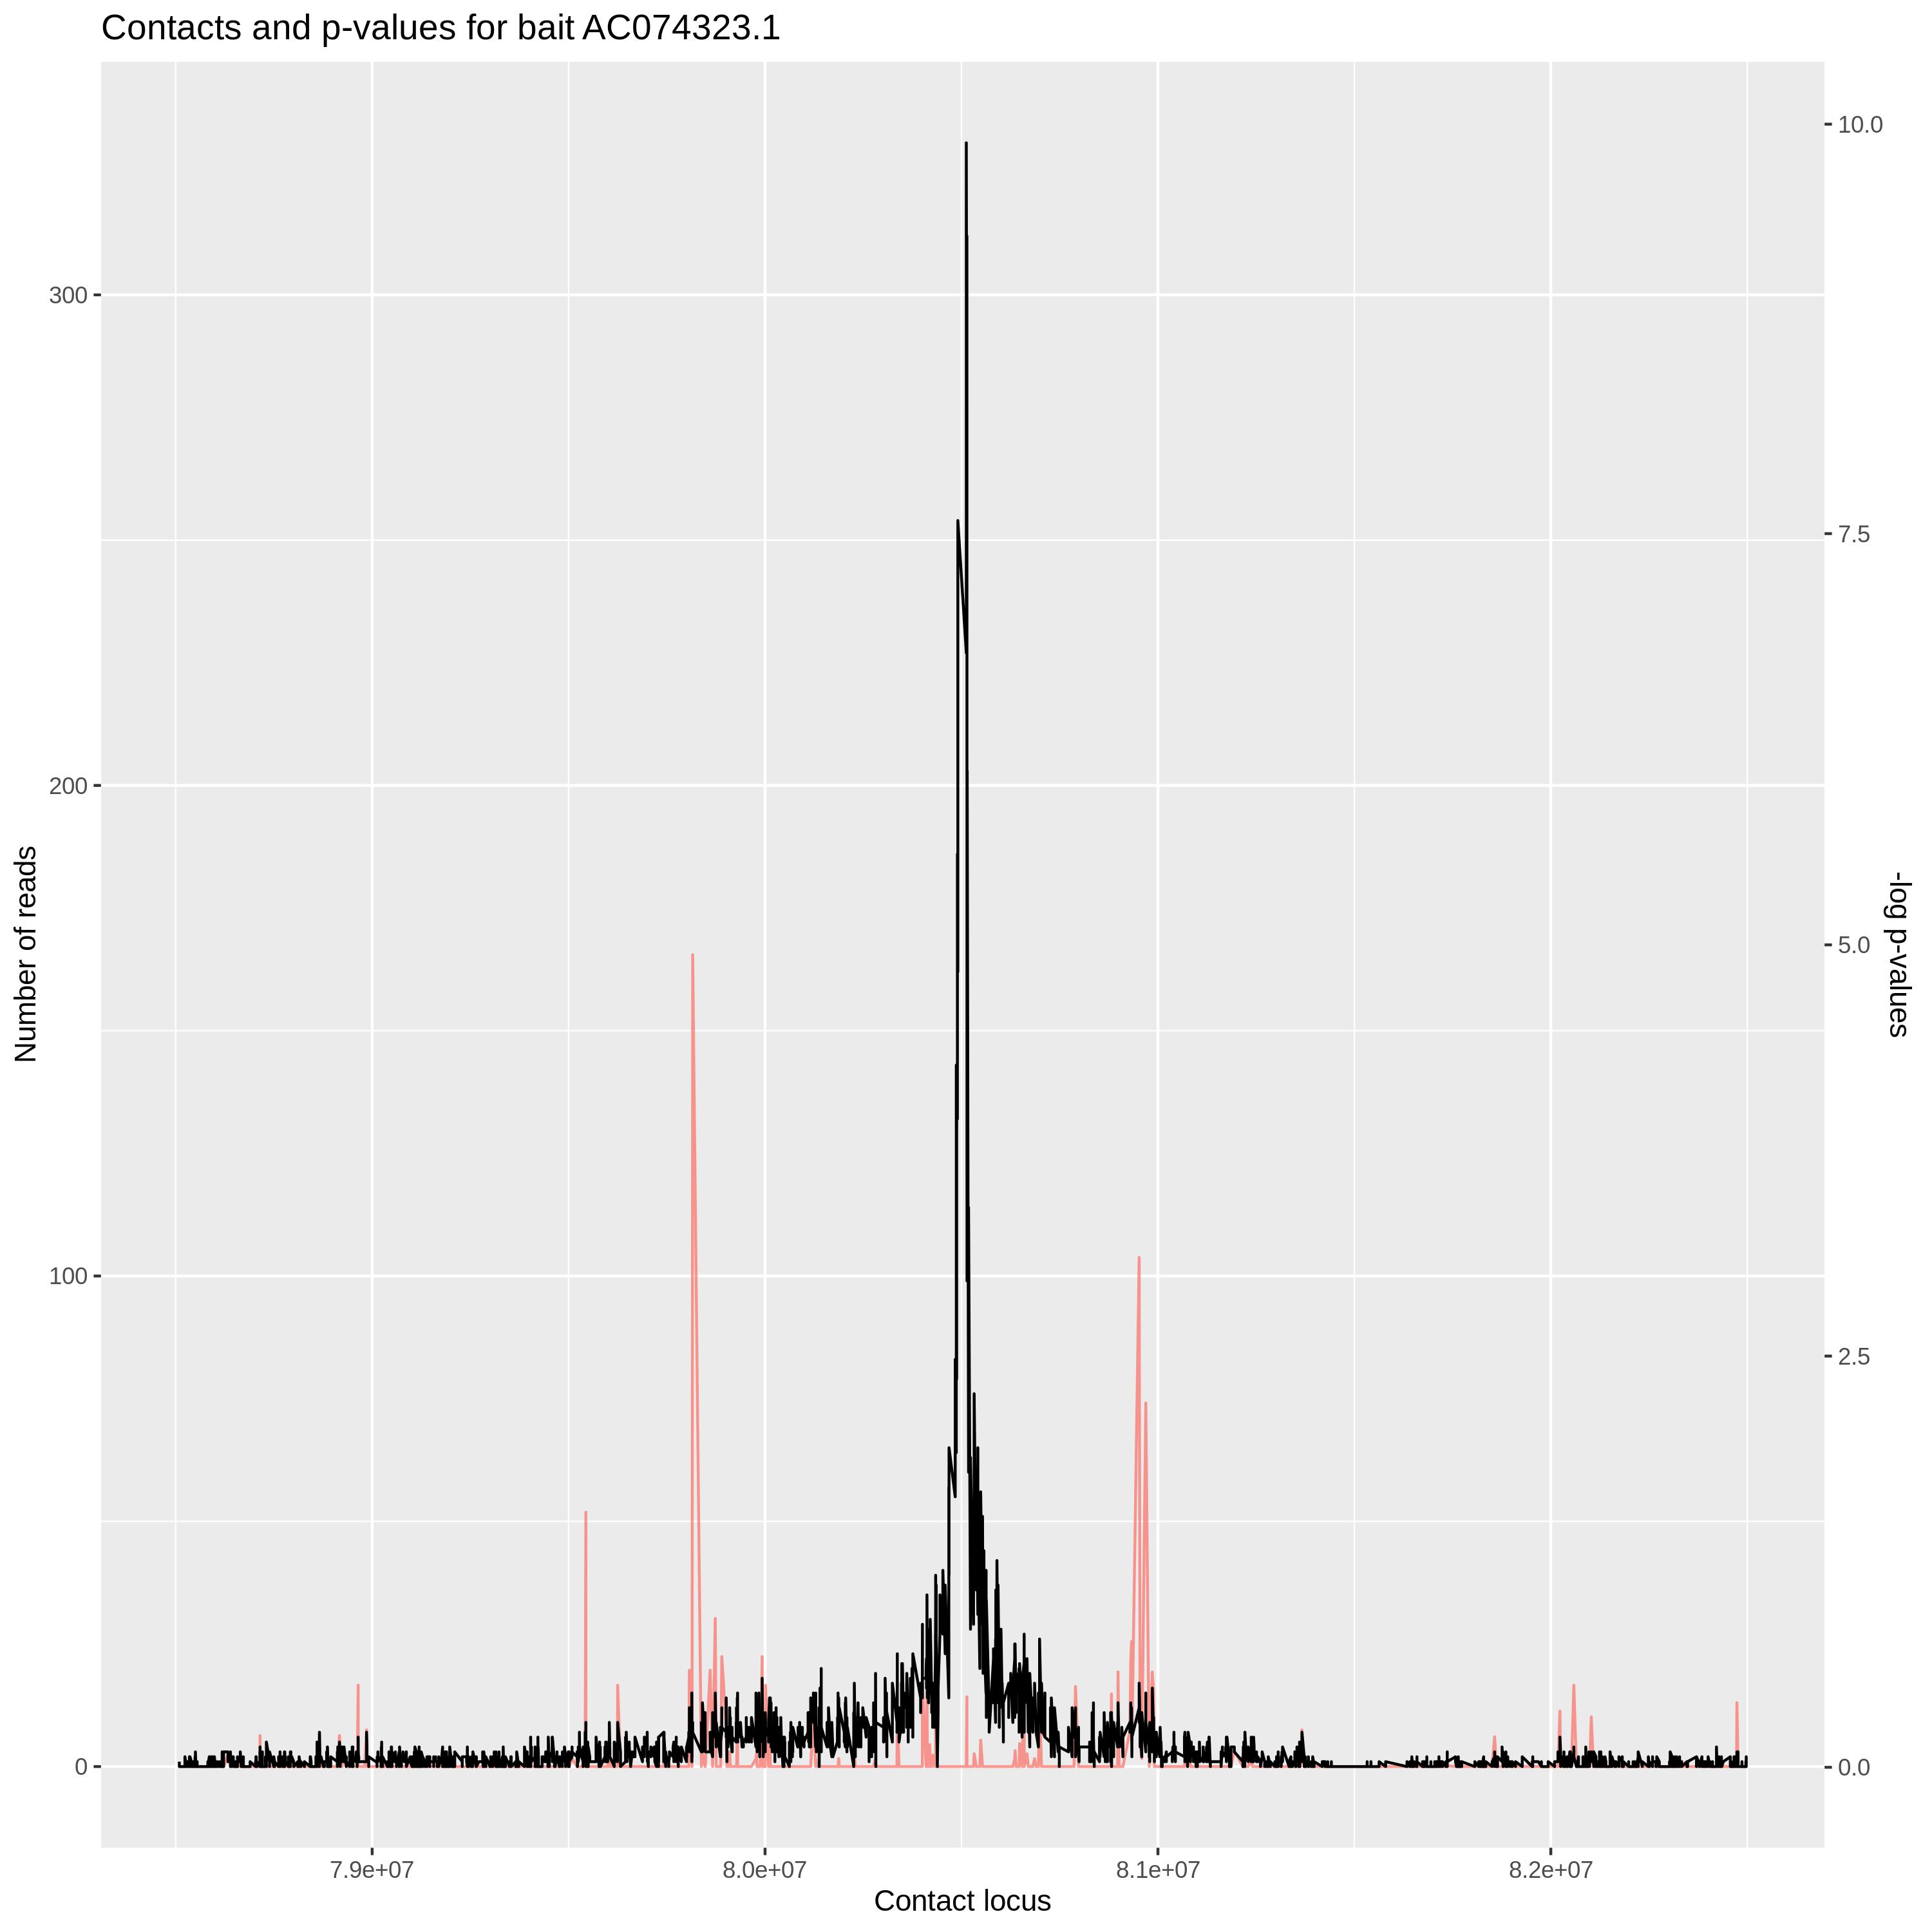 Contacts and p-values for bait AC074323.1
300
200
100
0
Number of reads
10.0
7.5
5.0
2.5
0.0
-log p-values
7.9e+07
8.0e+07
8.1e+07
8.2e+07
Contact locus